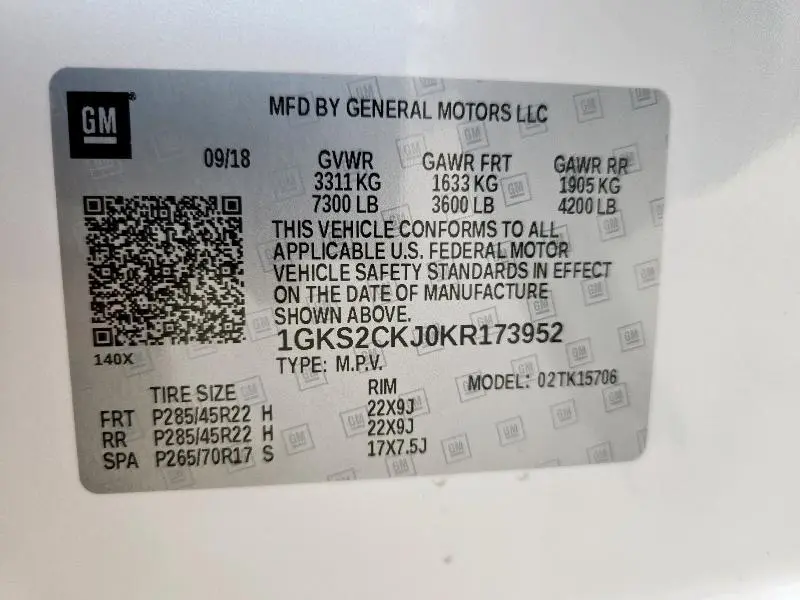 GM
MFD BY GENERAL MOTORS LLC
09/18 GVWR GAWR FRT GAWR RR
3311 KG 1633 KG 1905 KG
7300 LB 3600 LB 4200 LB
THIS VEHICLE CONFORMS TO ALL
APPLICABLE U.S. FEDERAL MOTOR
VEHICLE SAFETY STANDARDS IN EFFECT
ON THE DATE OF MANUFACTURE
SHOWN ABOVE.
1GKS2CKJ0KR173952
140X
TYPE: M.P.V.
TIRE SIZE RIM MODEL: 02TK15706
FRT P285/45R22 H 22X9J
RR P285/45R22 H 22X9J
SPA P265/70R17 S 17X7.5J